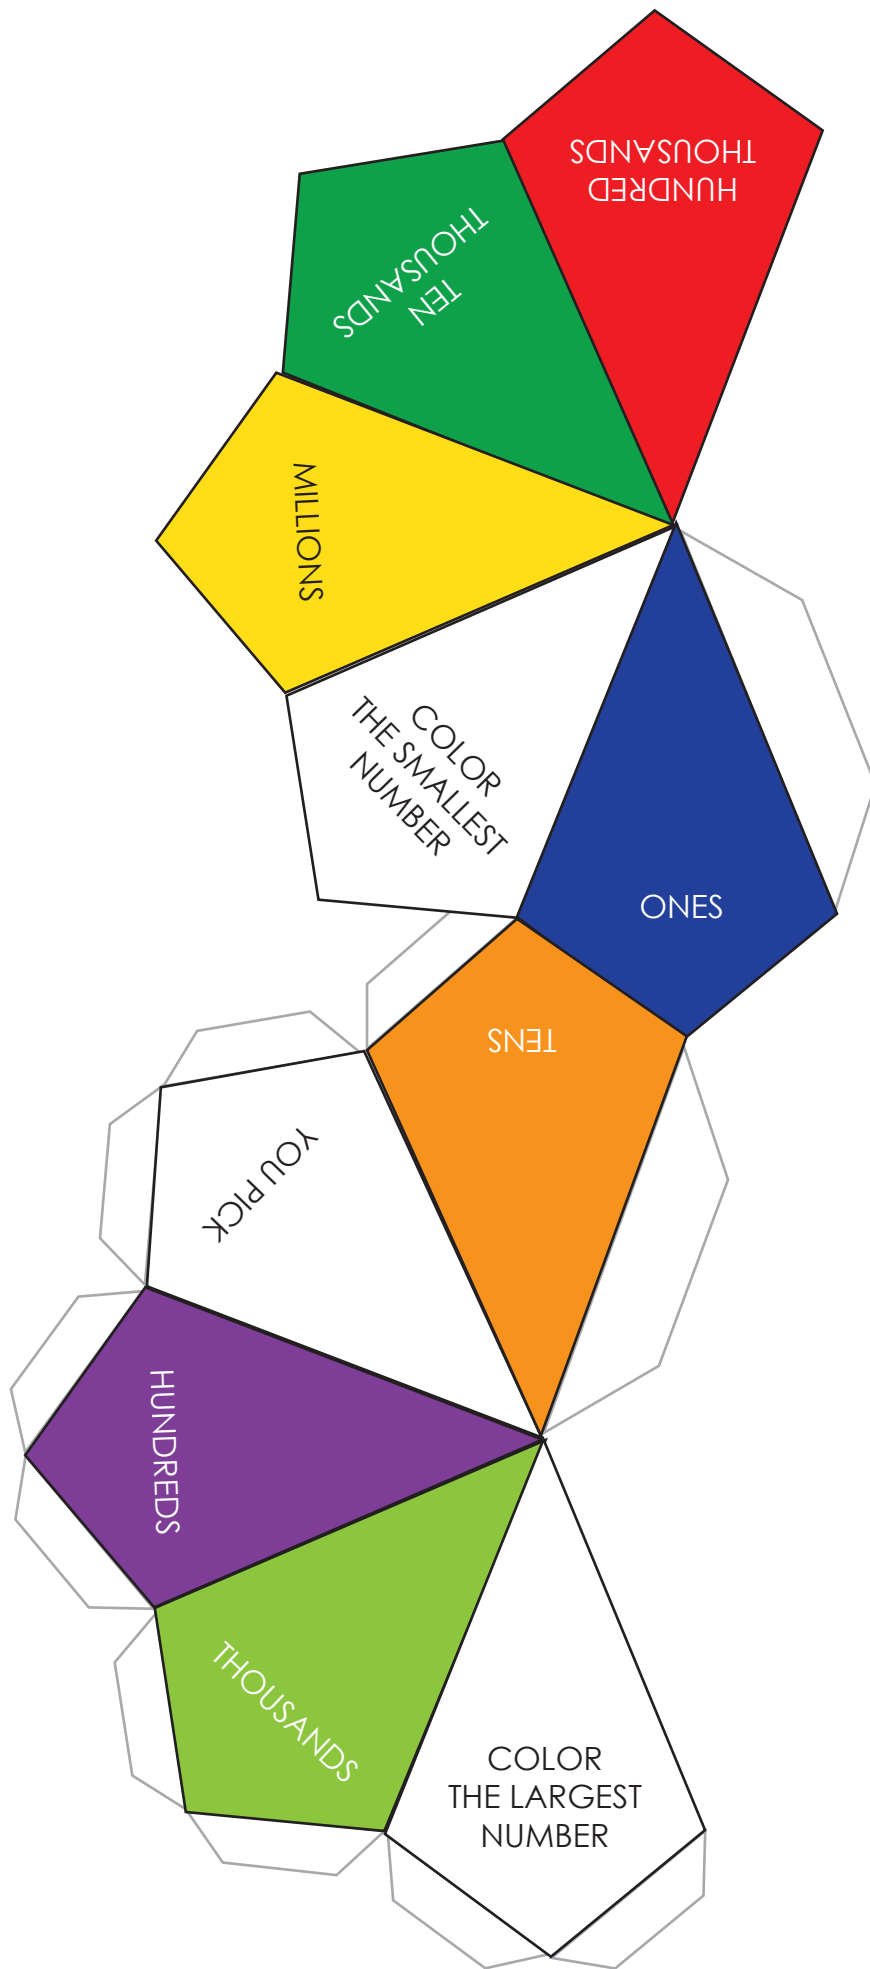 HUNDRED
THOUSANDS
TEN
THOUSANDS
MILLIONS
COLOR
THE SMALLEST
NUMBER
ONES
TENS
YOU PICK
HUNDREDS
THOUSANDS
COLOR
THE LARGEST
NUMBER